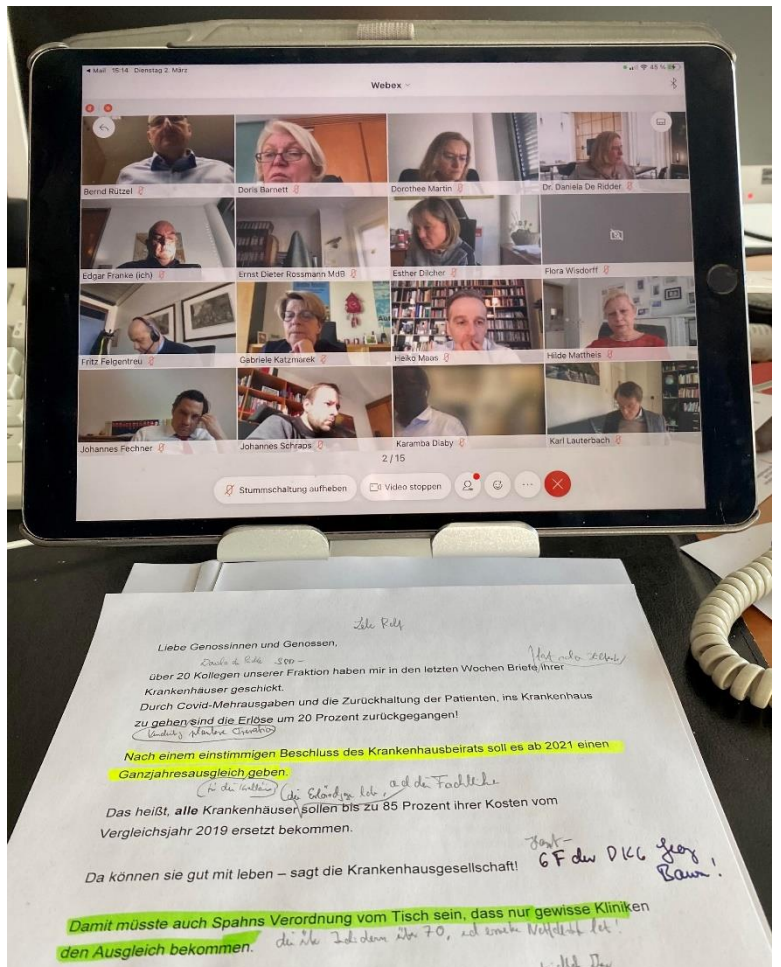 Mail 15:14 Dienstag 2. März
45 %
Webex
Bernd Rützel
Doris Barnett
Dorothee Martin
Dr. Daniela De Ridder
Edgar Franke (ich)
Ernst Dieter Rossmann MdB
Esther Dilcher
Flora Wisdorff
Fritz Felgentreu
Gabriele Katzmarek
Heiko Maas
Hilde Mattheis
Johannes Fechner
Johannes Schraps
Karamba Diaby
Karl Lauterbach
2 / 15
Stummschaltung aufheben
Video stoppen
Liebe Genossinnen und Genossen,
SPD
über 20 Kollegen unserer Fraktion haben mir in den letzten Wochen Briefe ihrer
Krankenhäuser geschickt.
Durch Covid-Mehrausgaben und die Zurückhaltung der Patienten, ins Krankenhaus
zu gehen sind die Erlöse um 20 Prozent zurückgegangen!
Nach einem einstimmigen Beschluss des Krankenhausbeirats soll es ab 2021 einen
Ganzjahresausgleich geben.
Das heißt, alle Krankenhäuser sollen bis zu 85 Prozent ihrer Kosten vom
Vergleichsjahr 2019 ersetzt bekommen.
GF der DKG
Da können sie gut mit leben – sagt die Krankenhausgesellschaft!
Damit müsste auch Spahns Verordnung vom Tisch sein, dass nur gewisse Kliniken
den Ausgleich bekommen.
über 70,